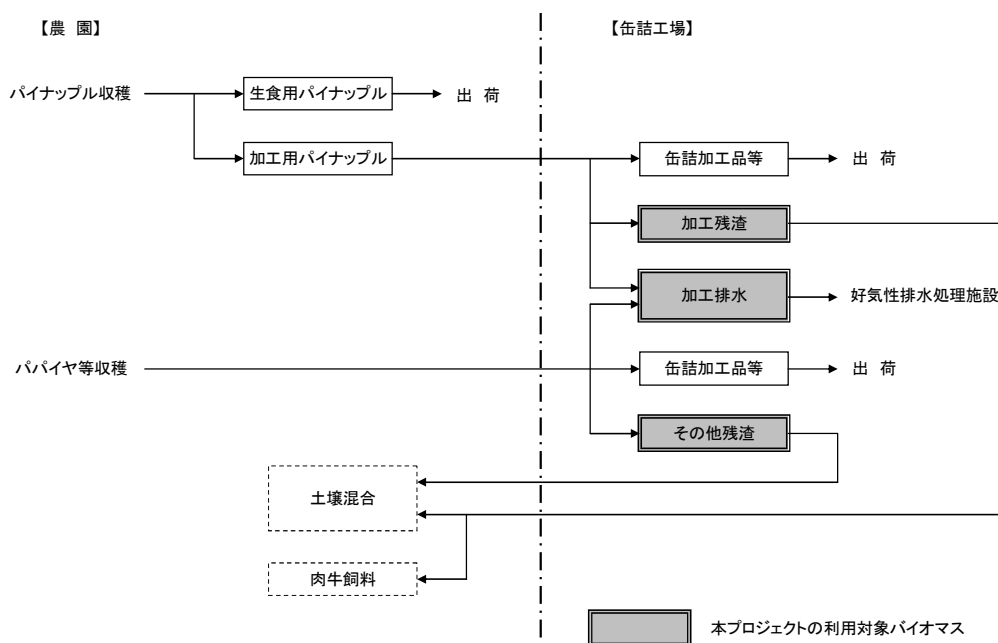 【農 園】
【缶詰工場】
パイナップル収穫
生食用パイナップル
出 荷
加工用パイナップル
缶詰加工品等
出 荷
加工残渣
加工排水
好気性排水処理施設
パパイヤ等収穫
缶詰加工品等
出 荷
その他残渣
土壌混合
肉牛飼料
本プロジェクトの利用対象バイオマス